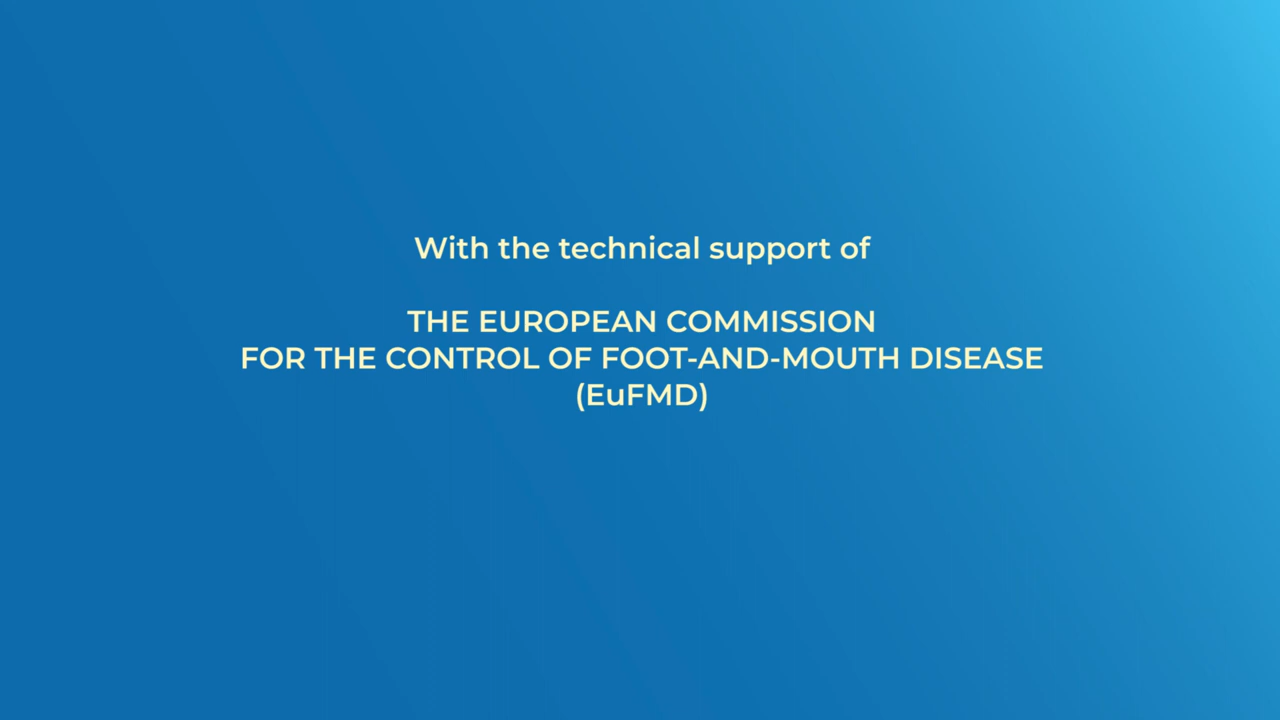 With the technical support of
THE EUROPEAN COMMISSION
FOR THE CONTROL OF FOOT-AND-MOUTH DISEASE
(EuFMD)